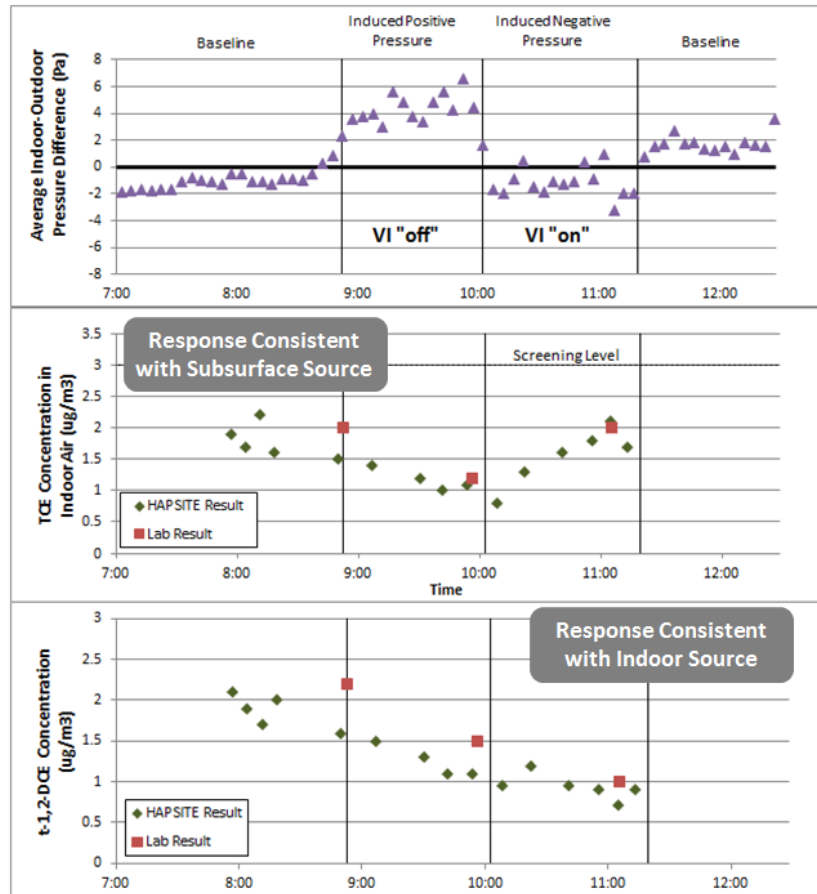 Baseline
Induced Positive
Pressure
Induced Negative
Pressure
Baseline
Average Indoor-Outdoor
Pressure Difference (Pa)
8
6
4
2
0
-2
-4
-6
-8
VI "off"
VI "on"
7:00
8:00
9:00
10:00
11:00
12:00
TCE Concentration in
Indoor Air (ug/m3)
3.5
3
2.5
2
1.5
1
0.5
0
Response Consistent
with Subsurface Source
Screening Level
HAPSITE Result
Lab Result
7:00
8:00
9:00
10:00
11:00
12:00
Time
t-1,2-DCE Concentration
(ug/m3)
3
2.5
2
1.5
1
0.5
0
Response Consistent
with Indoor Source
HAPSITE Result
Lab Result
7:00
8:00
9:00
10:00
11:00
12:00